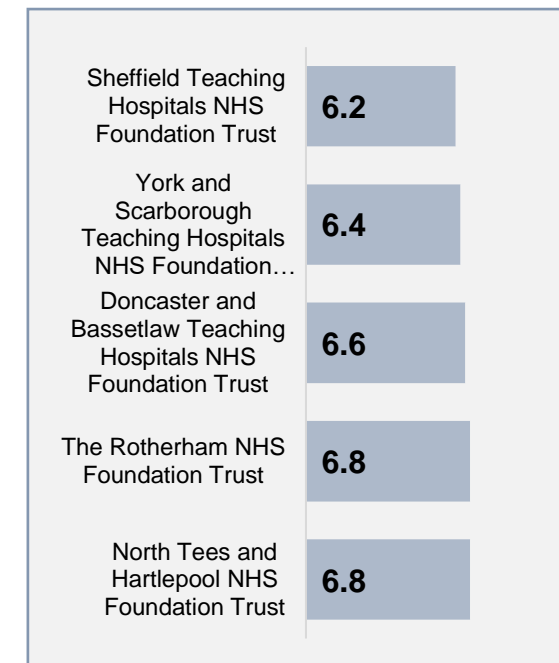 Sheffield Teaching
Hospitals NHS
Foundation Trust
6.2
York and
Scarborough
Teaching Hospitals
NHS Foundation…
6.4
Doncaster and
Bassetlaw Teaching
Hospitals NHS
Foundation Trust
6.6
The Rotherham NHS
Foundation Trust
6.8
North Tees and
Hartlepool NHS
Foundation Trust
6.8